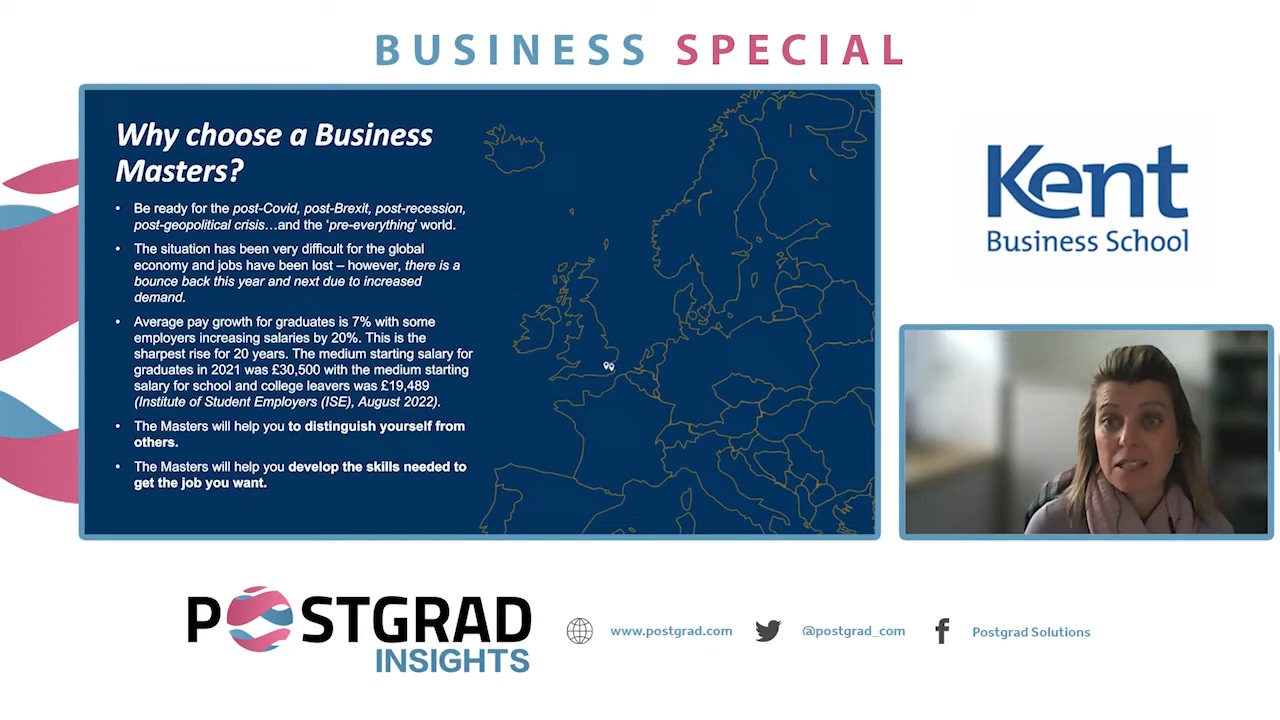 BUSINESS SPECIAL
Why choose a Business
Masters?
• Be ready for the post-Covid, post-Brexit, post-recession,
post-geopolitical crisis…and the ‘pre-everything’ world.
• The situation has been very difficult for the global
economy and jobs have been lost – however, there is a
bounce back this year and next due to increased
demand.
• Average pay growth for graduates is 7% with some
employers increasing salaries by 20%. This is the
sharpest rise for 20 years. The medium starting salary for
graduates in 2021 was £30,500 with the medium starting
salary for school and college leavers was £19,489
(Institute of Student Employers (ISE), August 2022).
• The Masters will help you to distinguish yourself from
others.
• The Masters will help you develop the skills needed to
get the job you want.
Kent
Business School
POSTGRAD
INSIGHTS
www.postgrad.com
@postgrad_com
Postgrad Solutions